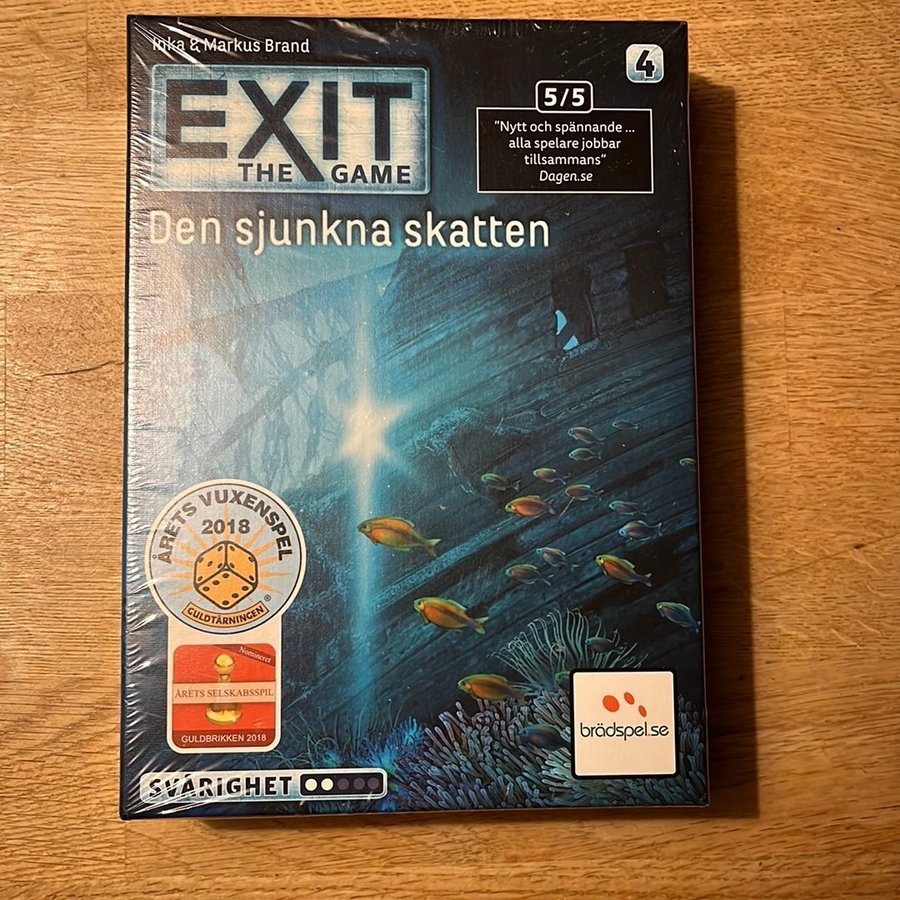 Inka & Markus Brand
4
EXIT
THE GAME
5/5
"Nytt och spännande ...
alla spelare jobbar
tillsammans"
Dagen.se
Den sjunkna skatten
ÅRETS VUXENSPEL
2018
GULDTÄRNINGEN®
Nomineret
ÅRETS SELSKABSSPIL
GULDBRIKKEN 2018
brädspel.se
SVÅRIGHET